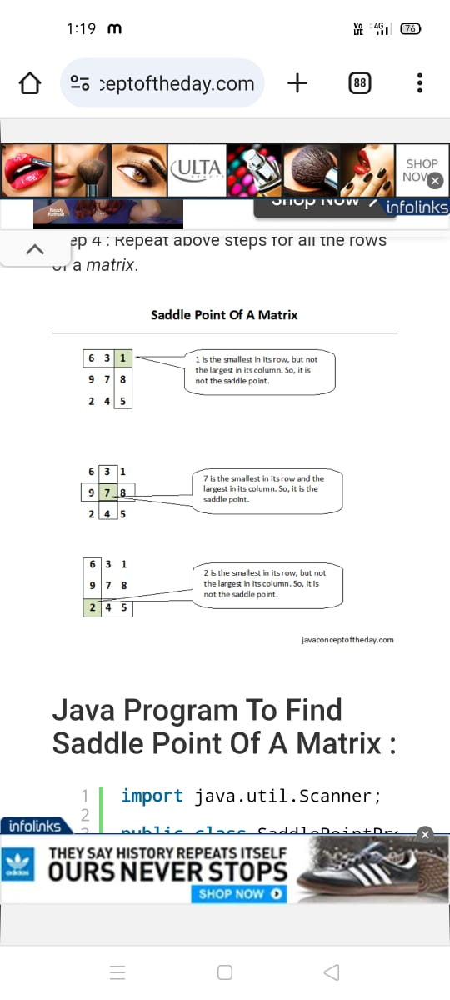 1:19 m Vo LTE 4G 76
ceptoftheday.com + 88
ULTA
BEAUTY
SHOP
NOW
Ready
Refresh
Shop Now
infolinks
ep 4 : Repeat above steps for all the rows
of a matrix.
Saddle Point Of A Matrix
6 3 1
9 7 8
2 4 5
1 is the smallest in its row, but not
the largest in its column. So, it is
not the saddle point.
6 3 1
9 7 8
2 4 5
7 is the smallest in its row and the
largest in its column. So, it is the
saddle point.
6 3 1
9 7 8
2 4 5
2 is the smallest in its row, but not
the largest in its column. So, it is
not the saddle point.
javaconceptoftheday.com
Java Program To Find
Saddle Point Of A Matrix :
1 import java.util.Scanner;
2
3 public class SaddlePointPr
infolinks
adidas
THEY SAY HISTORY REPEATS ITSELF
OURS NEVER STOPS
SHOP NOW